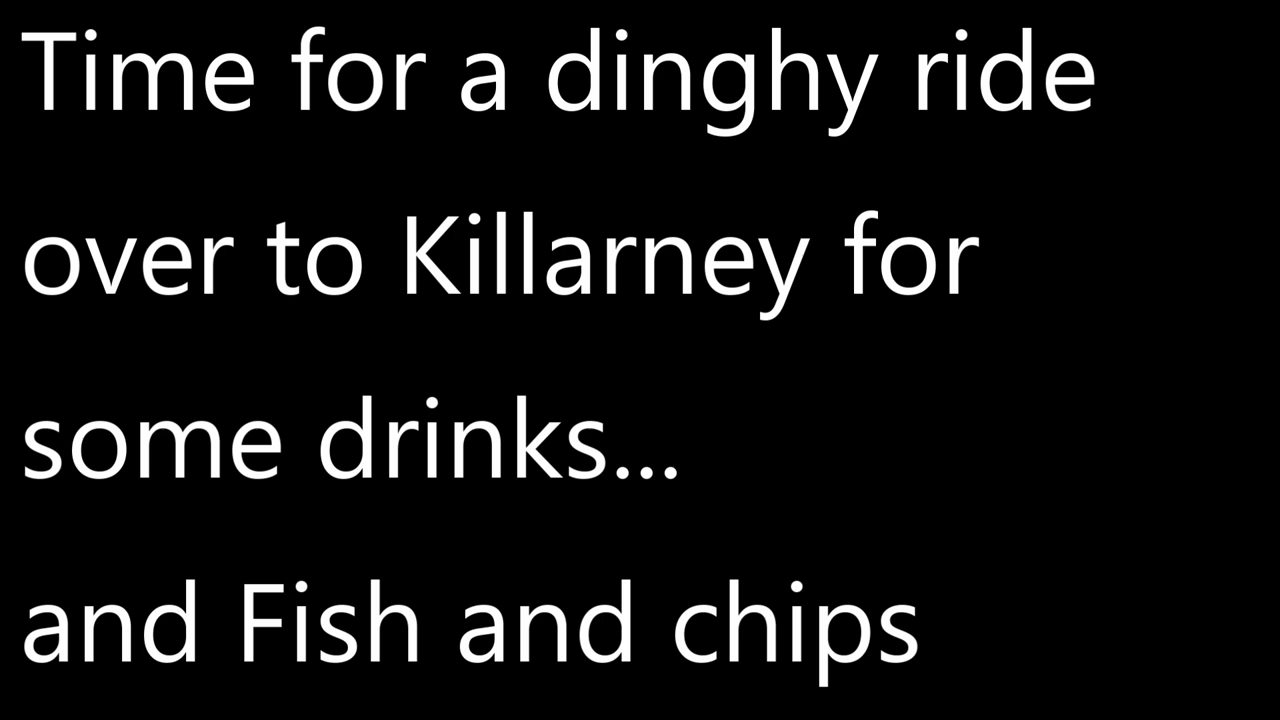 Time for a dinghy ride
over to Killarney for
some drinks...
and Fish and chips